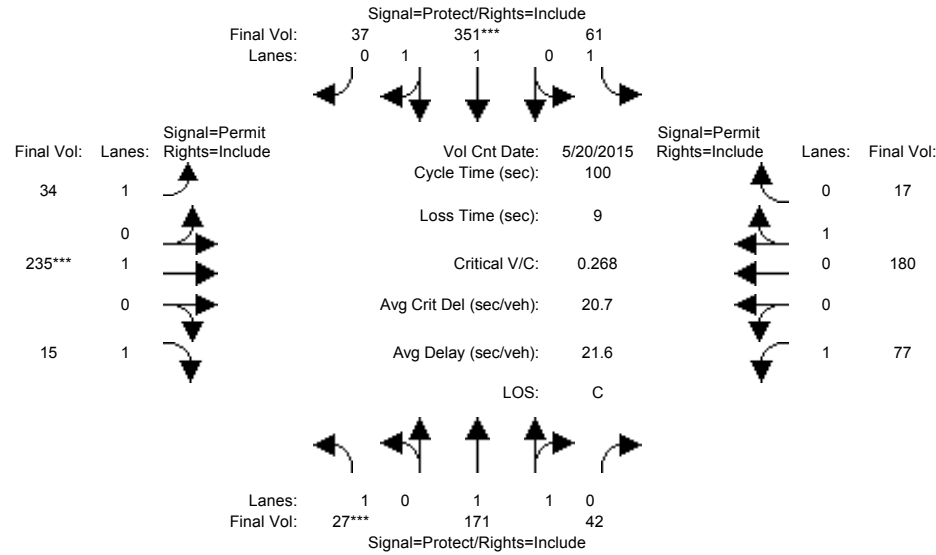 Signal=Protect/Rights=Include
Final Vol: 37 351*** 61
Lanes: 0 1 1 0 1
Signal=Permit Signal=Permit
Final Vol: Lanes: Rights=Include Vol Cnt Date: 5/20/2015 Rights=Include Lanes: Final Vol:
34 1 Cycle Time (sec): 100 0 17
0 Loss Time (sec): 9 1
235*** 1 Critical V/C: 0.268 0 180
0 Avg Crit Del (sec/veh): 20.7 0
15 1 Avg Delay (sec/veh): 21.6 1 77
LOS: C
Lanes: 1 0 1 1 0
Final Vol: 27*** 171 42
Signal=Protect/Rights=Include